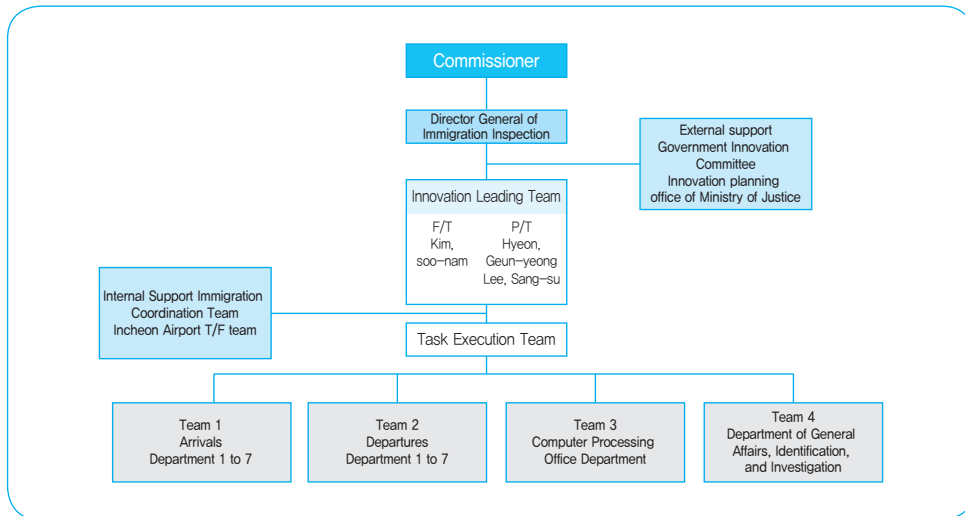 Commissioner
Director General of
Immigration Inspection
External support
Government Innovation
Committee
Innovation planning
office of Ministry of Justice
Innovation Leading Team
F/T
Kim,
soo-nam
P/T
Hyeon,
Geun-yeong
Lee, Sang-su
Internal Support Immigration
Coordination Team
Incheon Airport T/F team
Task Execution Team
Team 1
Arrivals
Department 1 to 7
Team 2
Departures
Department 1 to 7
Team 3
Computer Processing
Office Department
Team 4
Department of General
Affairs, Identification,
and Investigation